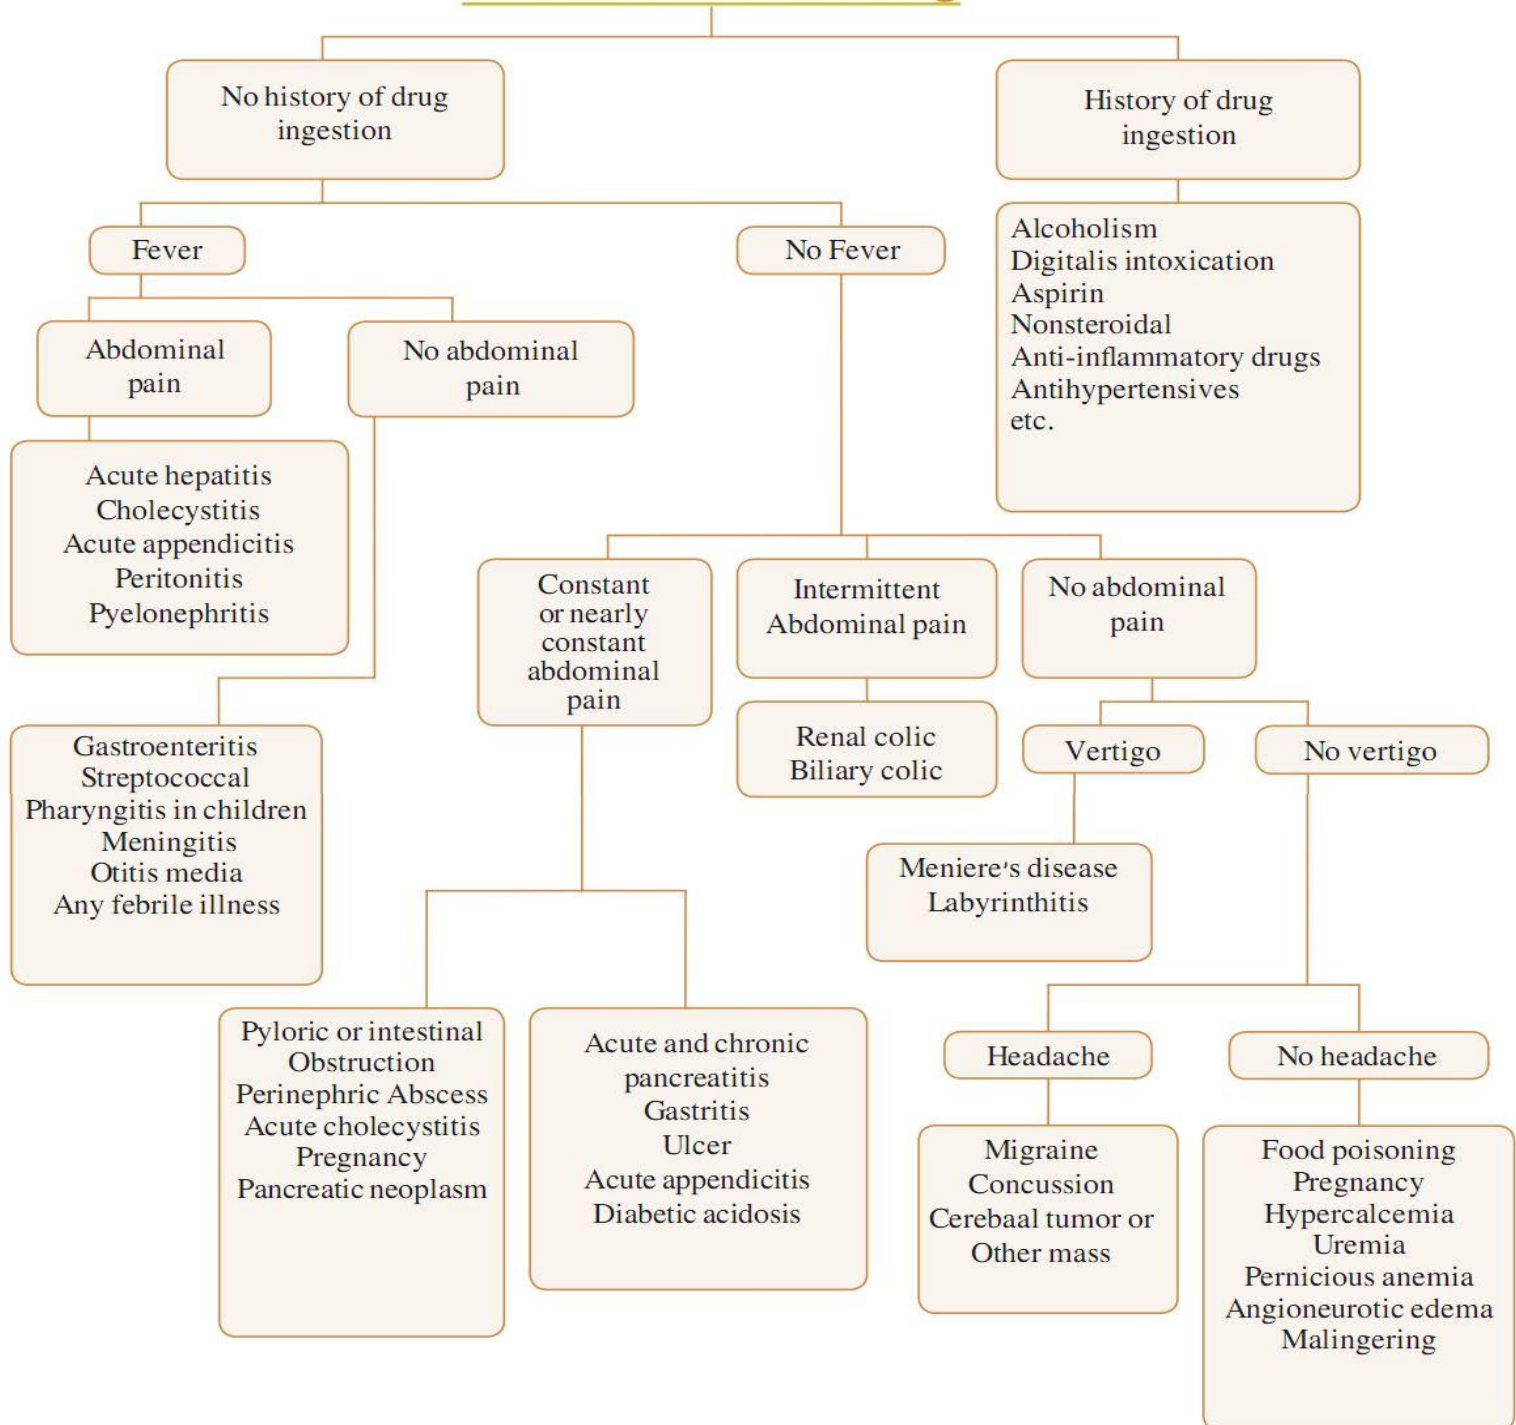 No history of drug
ingestion
History of drug
ingestion
Fever
No Fever
Alcoholism
Digitalis intoxication
Aspirin
Nonsteroidal
Anti-inflammatory drugs
Antihypertensives
etc.
Abdominal
pain
No abdominal
pain
Acute hepatitis
Cholecystitis
Acute appendicitis
Peritonitis
Pyelonephritis
Constant
or nearly
constant
abdominal
pain
Intermittent
Abdominal pain
No abdominal
pain
Renal colic
Biliary colic
Vertigo
No vertigo
Gastroenteritis
Streptococcal
Pharyngitis in children
Meningitis
Otitis media
Any febrile illness
Meniere's disease
Labyrinthitis
Pyloric or intestinal
Obstruction
Perinephric Abscess
Acute cholecystitis
Pregnancy
Pancreatic neoplasm
Acute and chronic
pancreatitis
Gastritis
Ulcer
Acute appendicitis
Diabetic acidosis
Headache
No headache
Migraine
Concussion
Cerebaal tumor or
Other mass
Food poisoning
Pregnancy
Hypercalcemia
Uremia
Pernicious anemia
Angioneurotic edema
Malingering